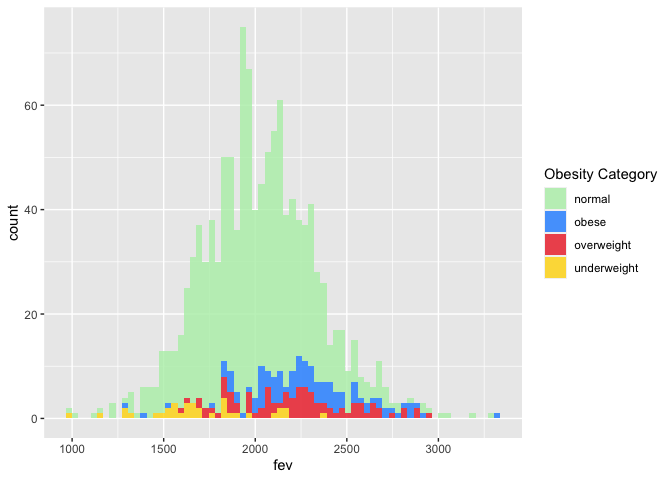 60
40
20
0
count
1000
1500
2000
2500
3000
fev
Obesity Category
normal
obese
overweight
underweight